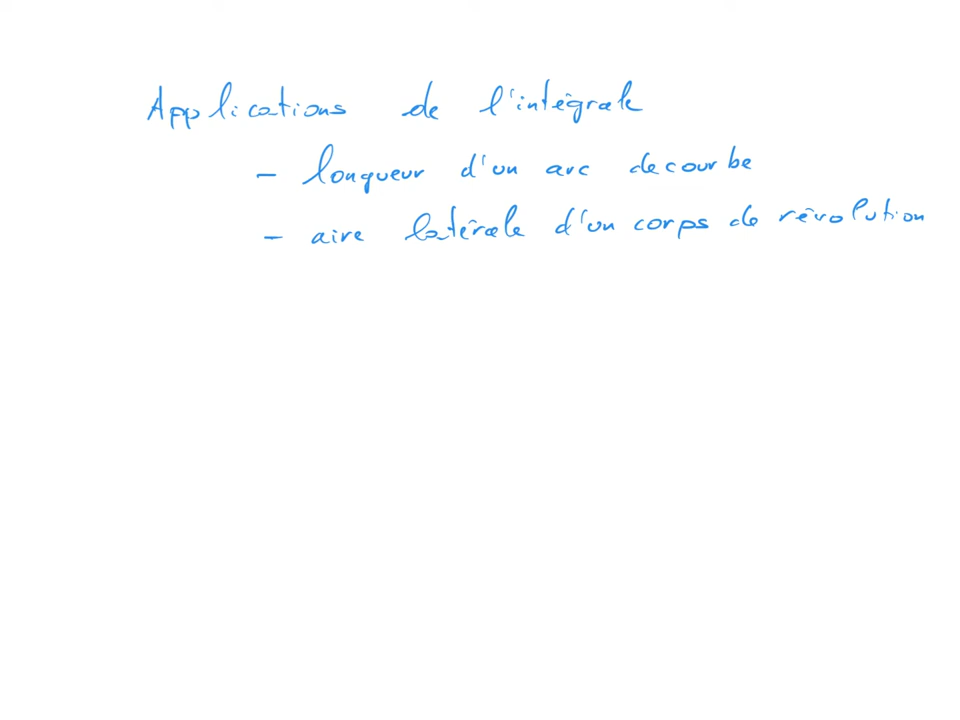 Applications de l'intégrale
- longueur d'un arc de courbe
- aire latérale d'un corps de révolution